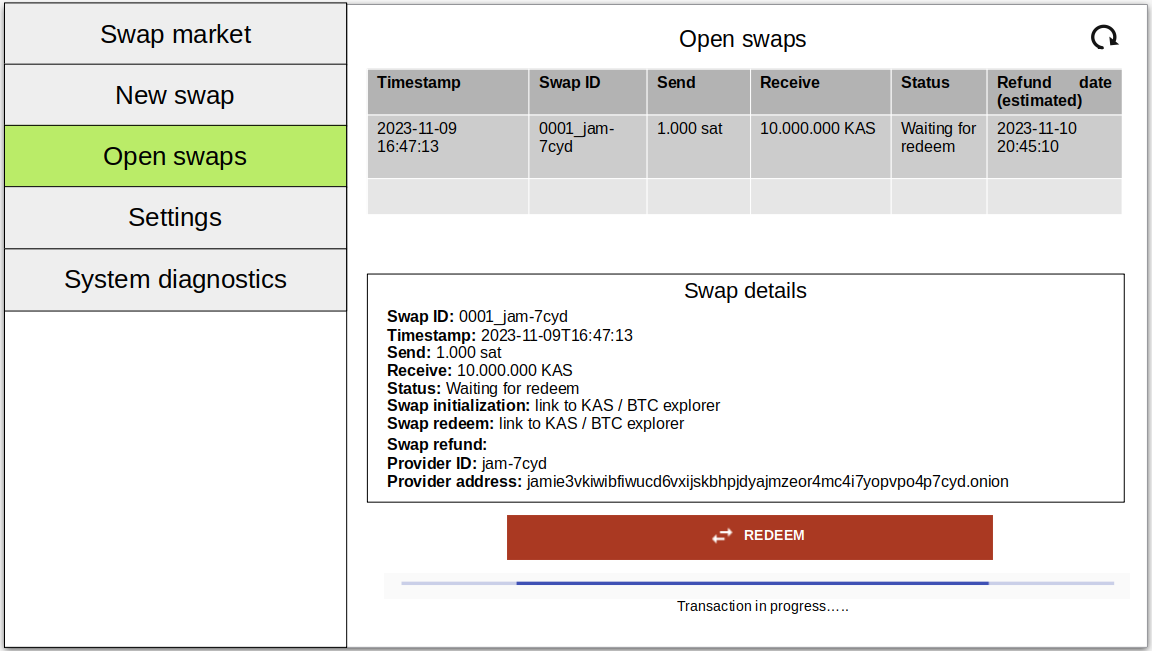 Swap market
New swap
Open swaps
Settings
System diagnostics
Open swaps
Timestamp Swap ID Send Receive Status Refund date
(estimated)
2023-11-09 0001_jam- 1.000 sat 10.000.000 KAS Waiting for 2023-11-10
16:47:13 7cyd redeem 20:45:10
Swap details
Swap ID: 0001_jam-7cyd
Timestamp: 2023-11-09T16:47:13
Send: 1.000 sat
Receive: 10.000.000 KAS
Status: Waiting for redeem
Swap initialization: link to KAS / BTC explorer
Swap redeem: link to KAS / BTC explorer
Swap refund:
Provider ID: jam-7cyd
Provider address: jamie3vkiwibfiwucd6vxijskbhpjdyajmzeor4mc4i7yopvpo4p7cyd.onion
REDEEM
Transaction in progress…..